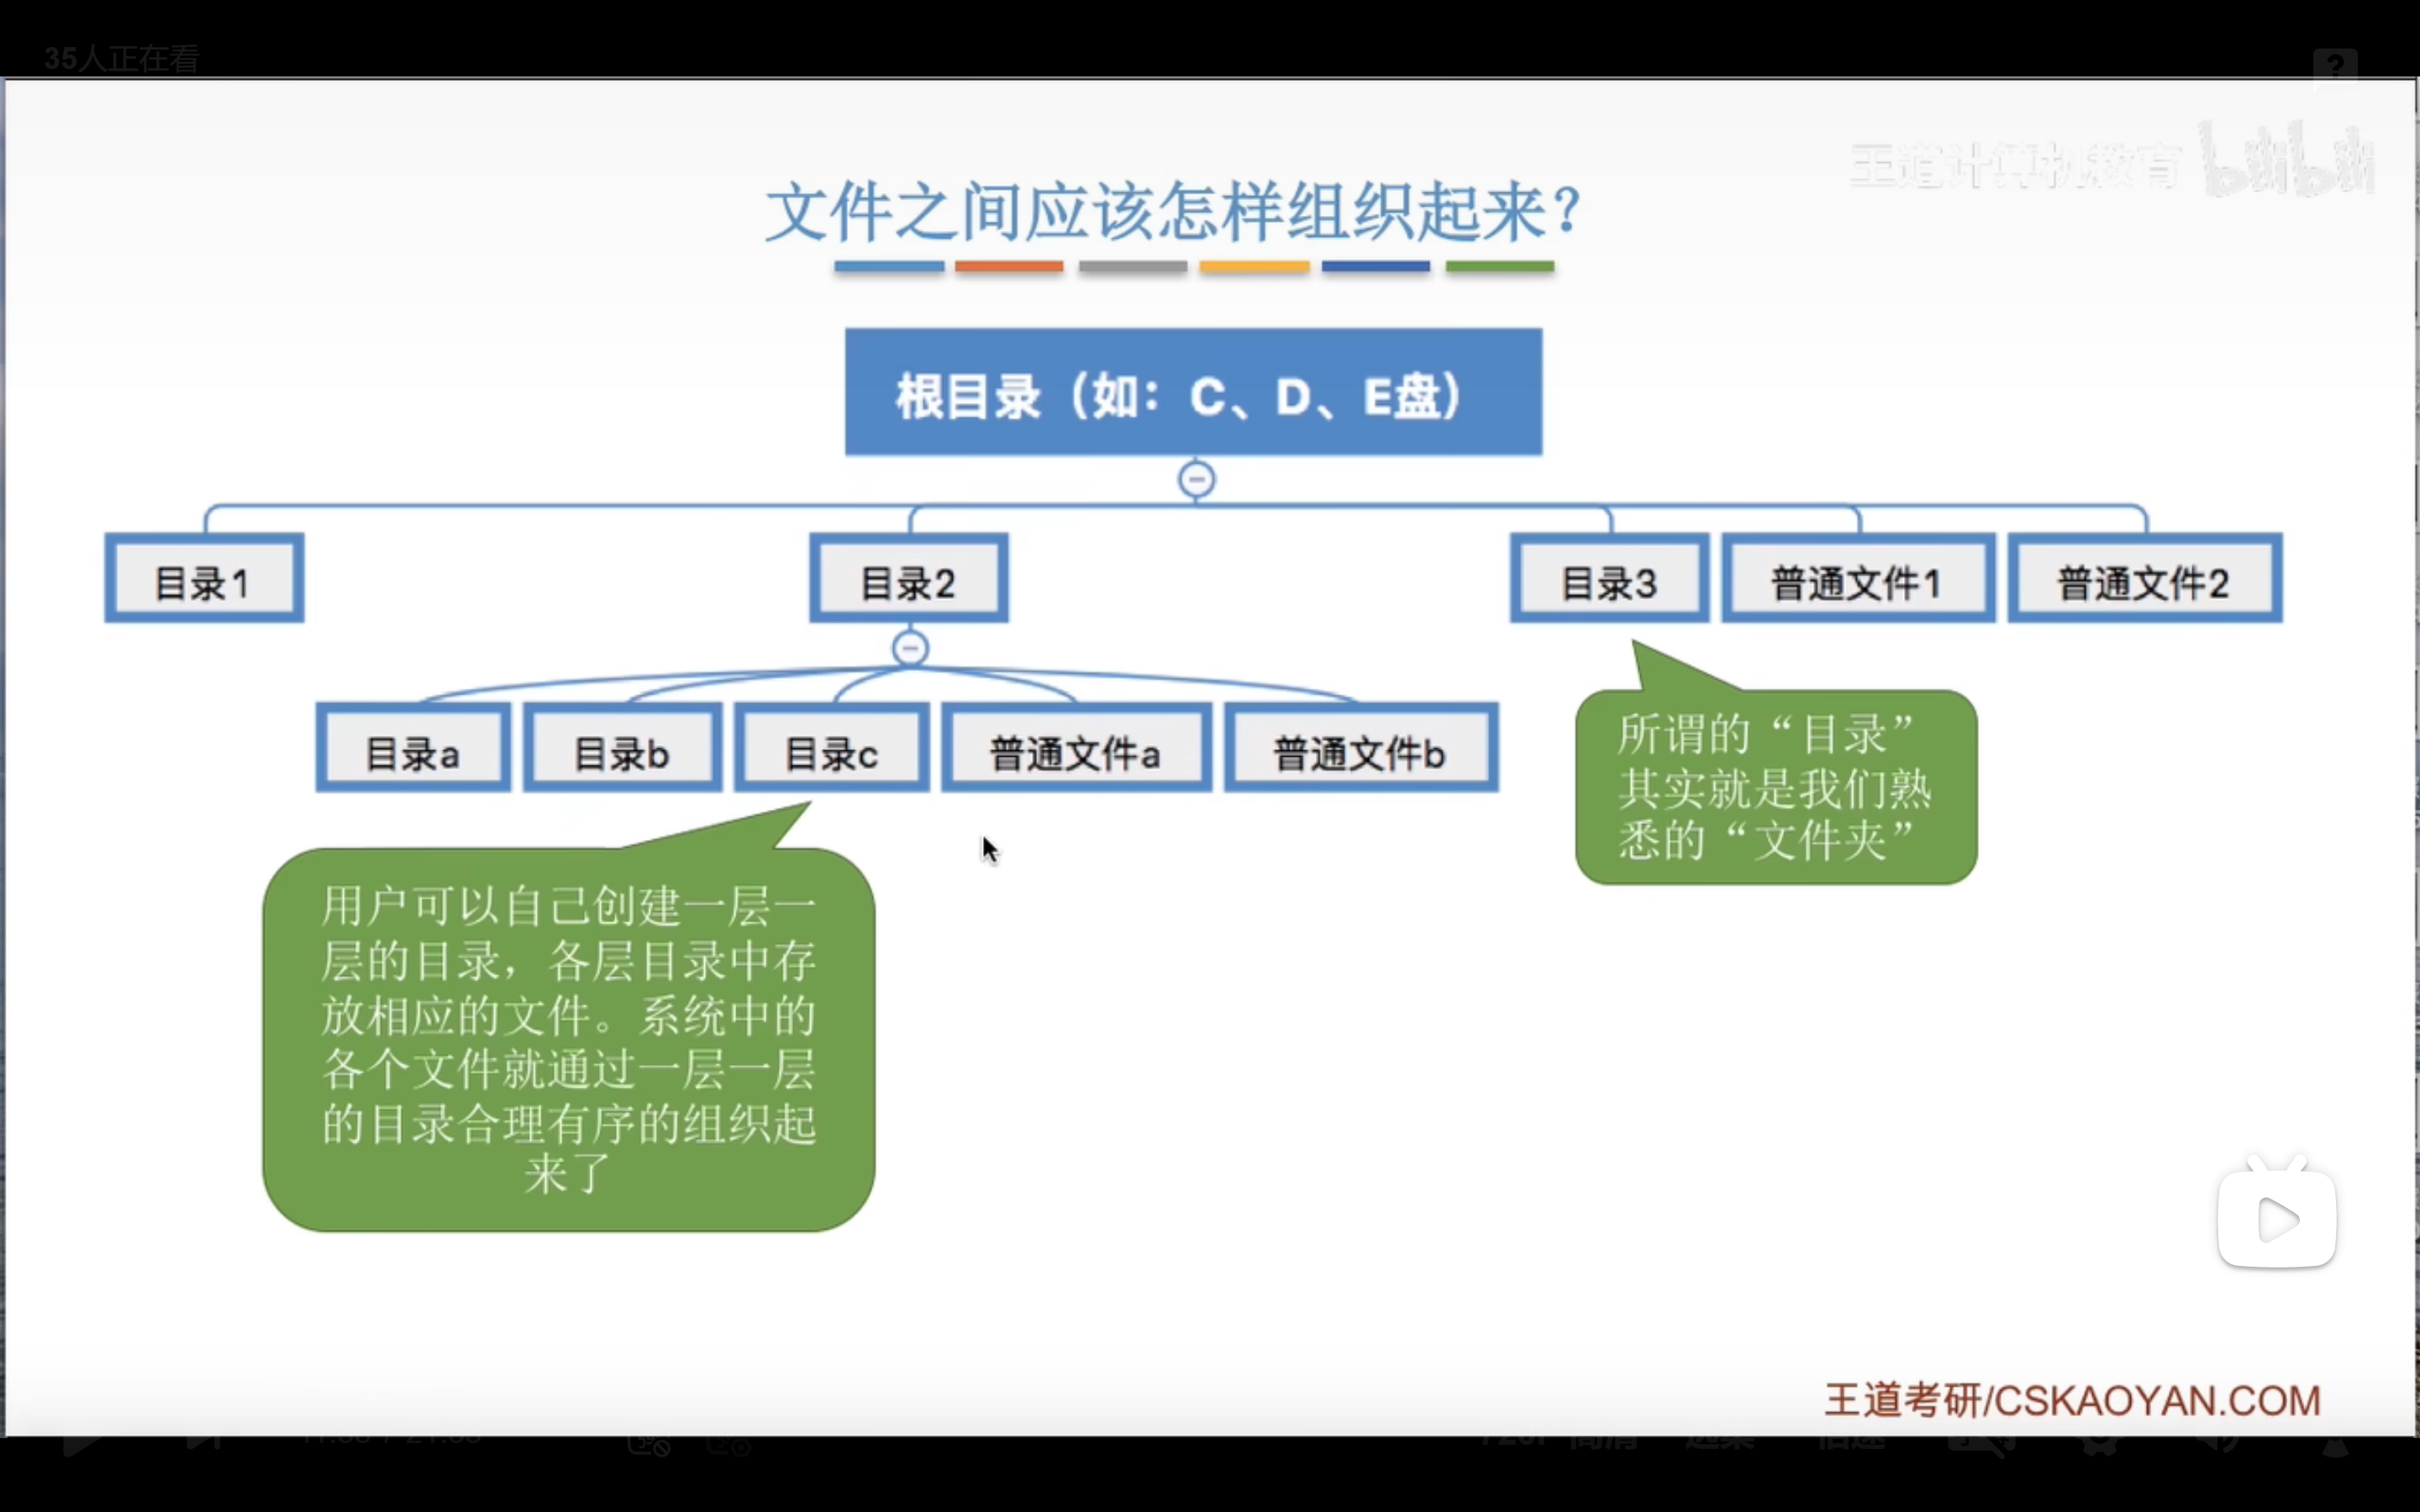 35人正在看
王道计算机教育 bilibili
文件之间应该怎样组织起来？
根目录（如：C、D、E盘）
目录1
目录2
目录3
普通文件1
普通文件2
目录a
目录b
目录c
普通文件a
普通文件b
所谓的“目录”
其实就是我们熟
悉的“文件夹”
用户可以自己创建一层一
层的目录，各层目录中存
放相应的文件。系统中的
各个文件就通过一层一层
的目录合理有序的组织起
来了
王道考研/CSKAOYAN.COM
选集
倍速